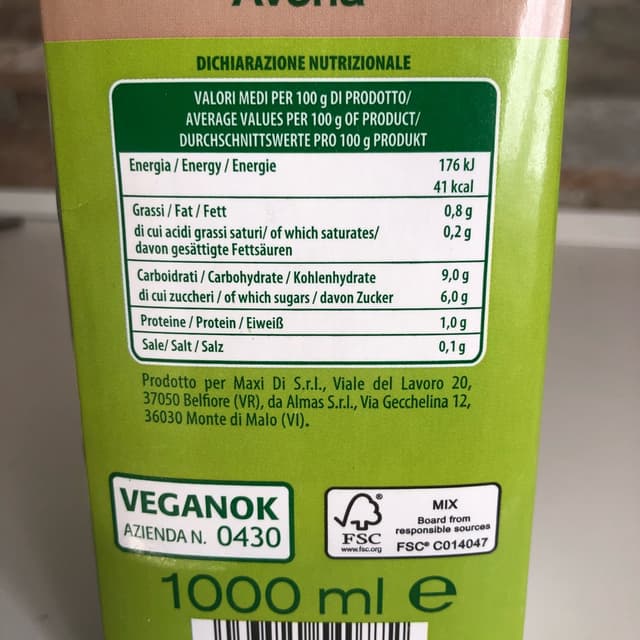 Avena
DICHIARAZIONE NUTRIZIONALE
VALORI MEDI PER 100 g DI PRODOTTO/
AVERAGE VALUES PER 100 g OF PRODUCT/
DURCHSCHNITTSWERTE PRO 100 g PRODUKT
Energia / Energy / Energie 176 kJ
41 kcal
Grassi / Fat / Fett 0,8 g
di cui acidi grassi saturi/ of which saturates/ 0,2 g
davon gesättigte Fettsäuren
Carboidrati / Carbohydrate / Kohlenhydrate 9,0 g
di cui zuccheri / of which sugars / davon Zucker 6,0 g
Proteine / Protein / Eiweiß 1,0 g
Sale/ Salt / Salz 0,1 g
Prodotto per Maxi Di S.r.l., Viale del Lavoro 20,
37050 Belfiore (VR), da Almas S.r.l., Via Gecchelina 12,
36030 Monte di Malo (VI).
VEGANOK
AZIENDA N. 0430
FSC
www.fsc.org
MIX
Board from
responsible sources
FSC® C014047
1000 ml e